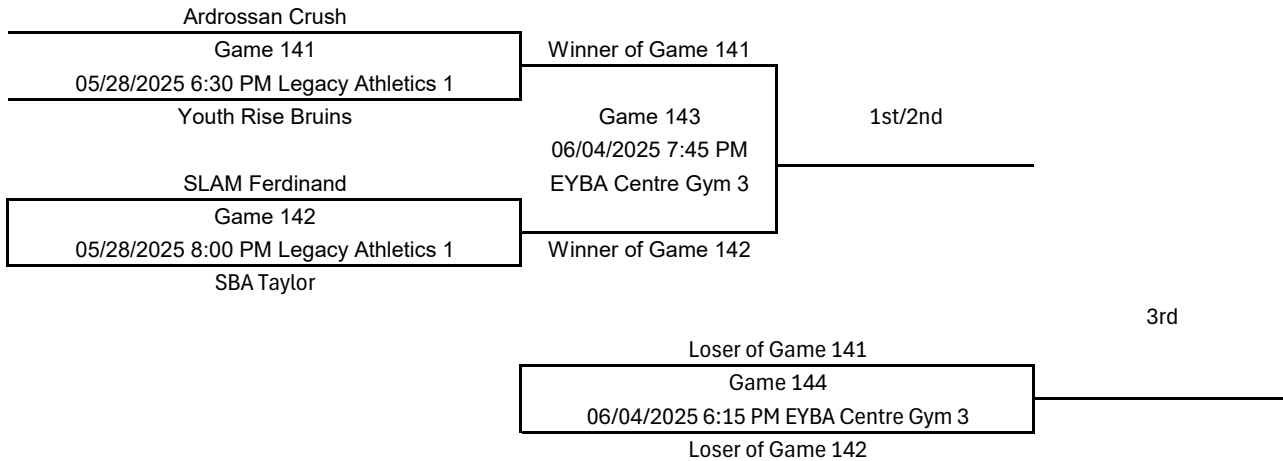 Ardrossan Crush
Game 141
05/28/2025 6:30 PM Legacy Athletics 1
Youth Rise Bruins
Winner of Game 141
Game 143
06/04/2025 7:45 PM
EYBA Centre Gym 3
1st/2nd
SLAM Ferdinand
Game 142
05/28/2025 8:00 PM Legacy Athletics 1
SBA Taylor
Winner of Game 142
3rd
Loser of Game 141
Game 144
06/04/2025 6:15 PM EYBA Centre Gym 3
Loser of Game 142